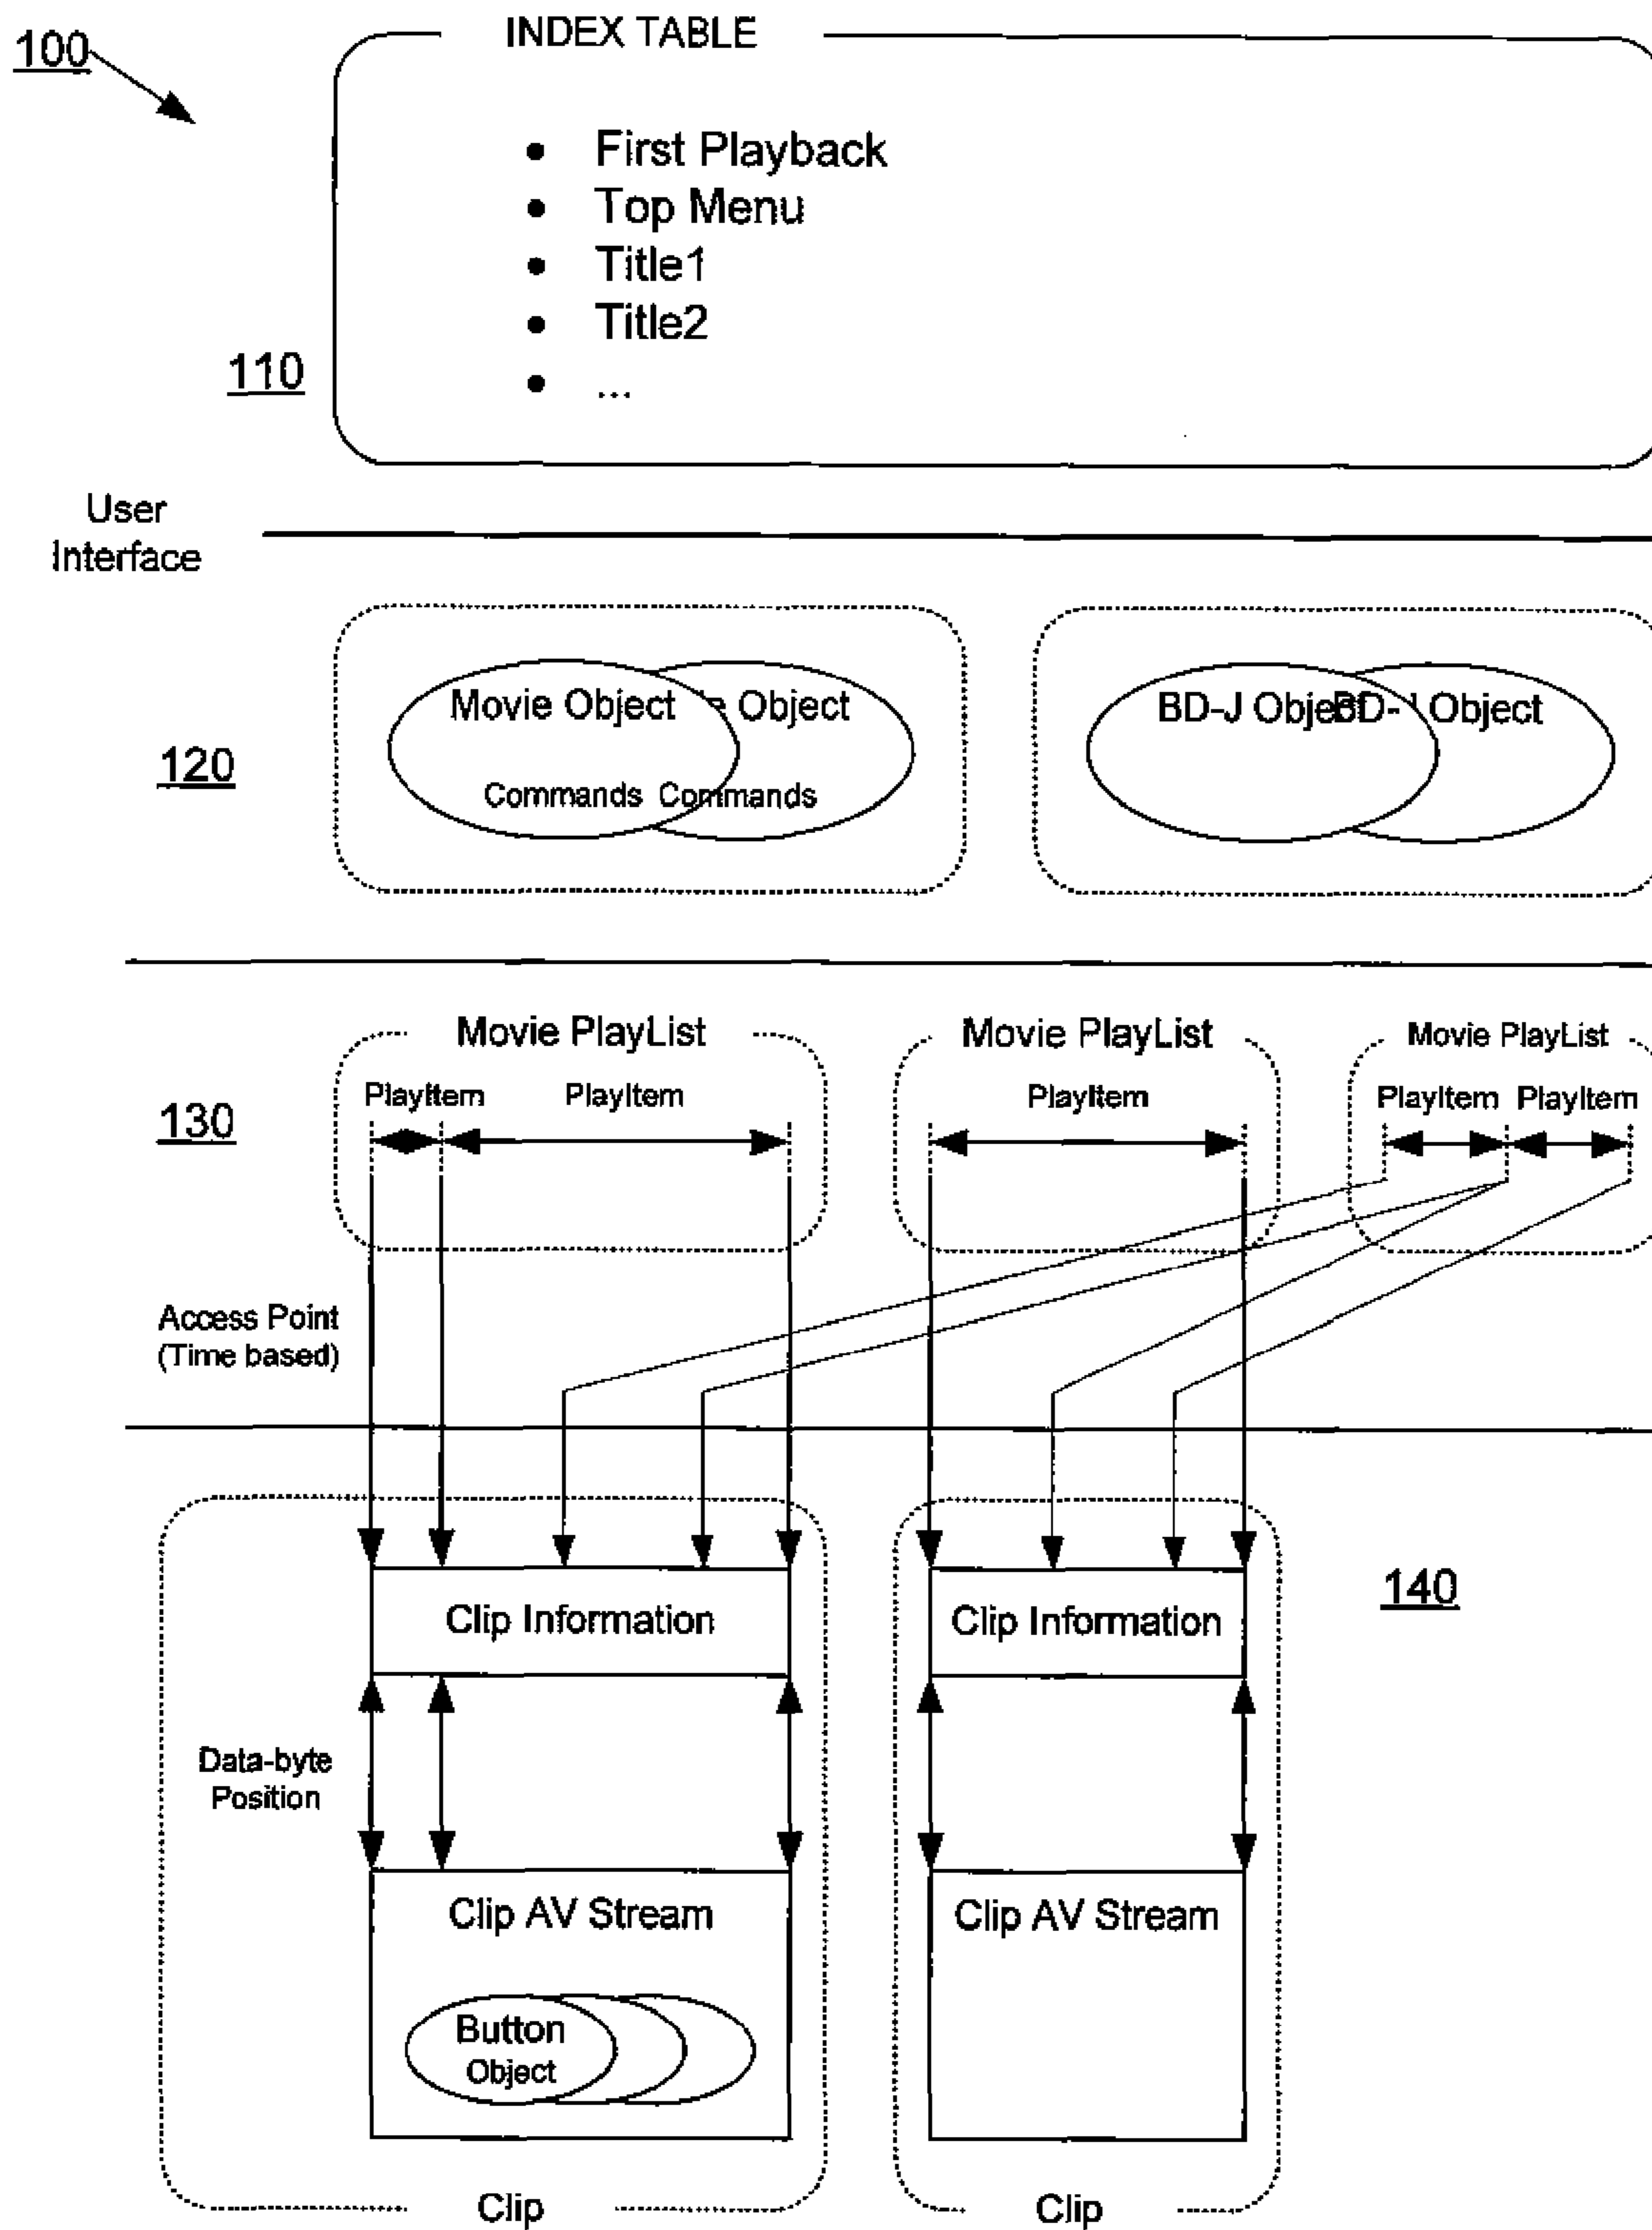 100
INDEX TABLE
• First Playback
• Top Menu
• Title1
• Title2
• ...
110
User
Interface
Movie Object
e Object
Commands
Commands
BD-J Object
BD-J Object
120
Movie PlayList
Movie PlayList
Movie PlayList
PlayItem
PlayItem
PlayItem
PlayItem
PlayItem
130
Access Point
(Time based)
Clip Information
Clip Information
140
Data-byte
Position
Clip AV Stream
Clip AV Stream
Button
Object
Clip
Clip